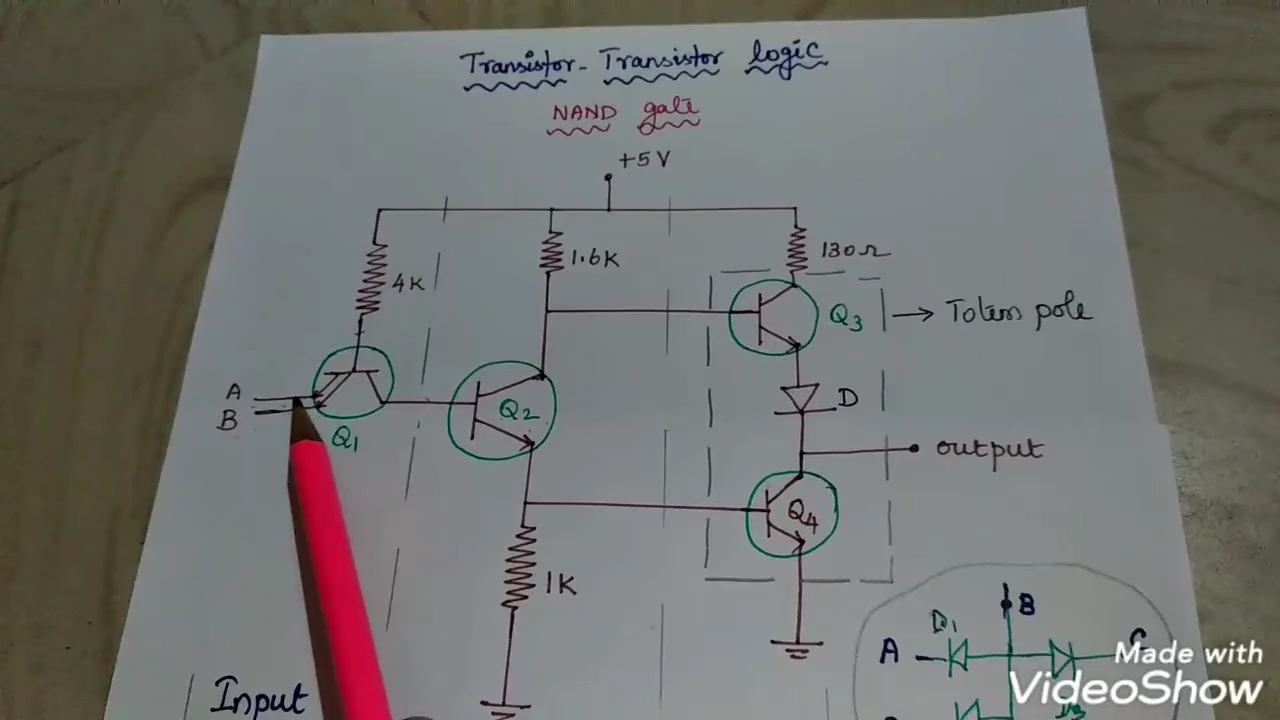 Transistor-Transistor logic
NAND gate
+5V
130Ω
1.6K
4K
Q3
→ Totem pole
A
B
Q1
Q2
D
output
Q4
1K
B
D1
A
C
Input
Made with
VideoShow